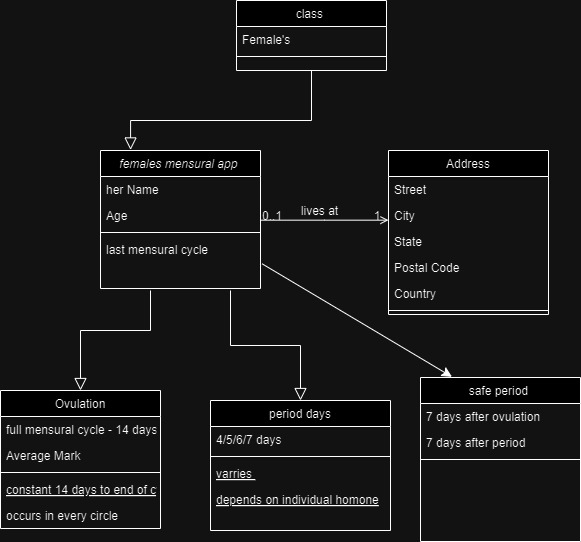 class
Female's
females mensural app
her Name
Age
last mensural cycle
0..1
lives at
1
Address
Street
City
State
Postal Code
Country
Ovulation
full mensural cycle - 14 days
Average Mark
constant 14 days to end of c
occurs in every circle
period days
4/5/6/7 days
varries
depends on individual homone
safe period
7 days after ovulation
7 days after period